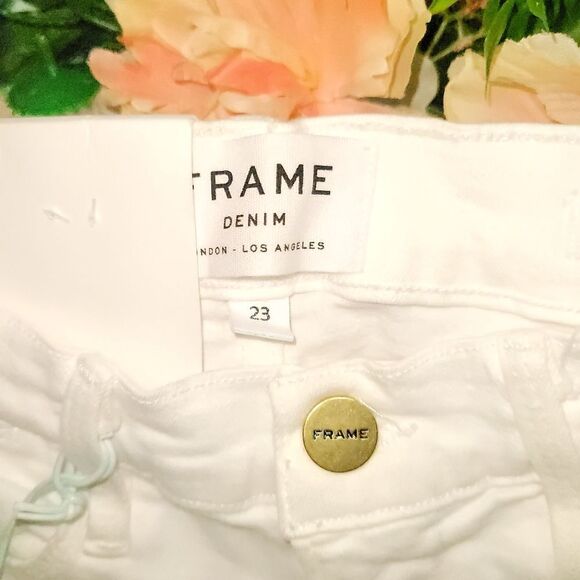 FRAME
DENIM
NDON - LOS ANGELES
23
FRAME